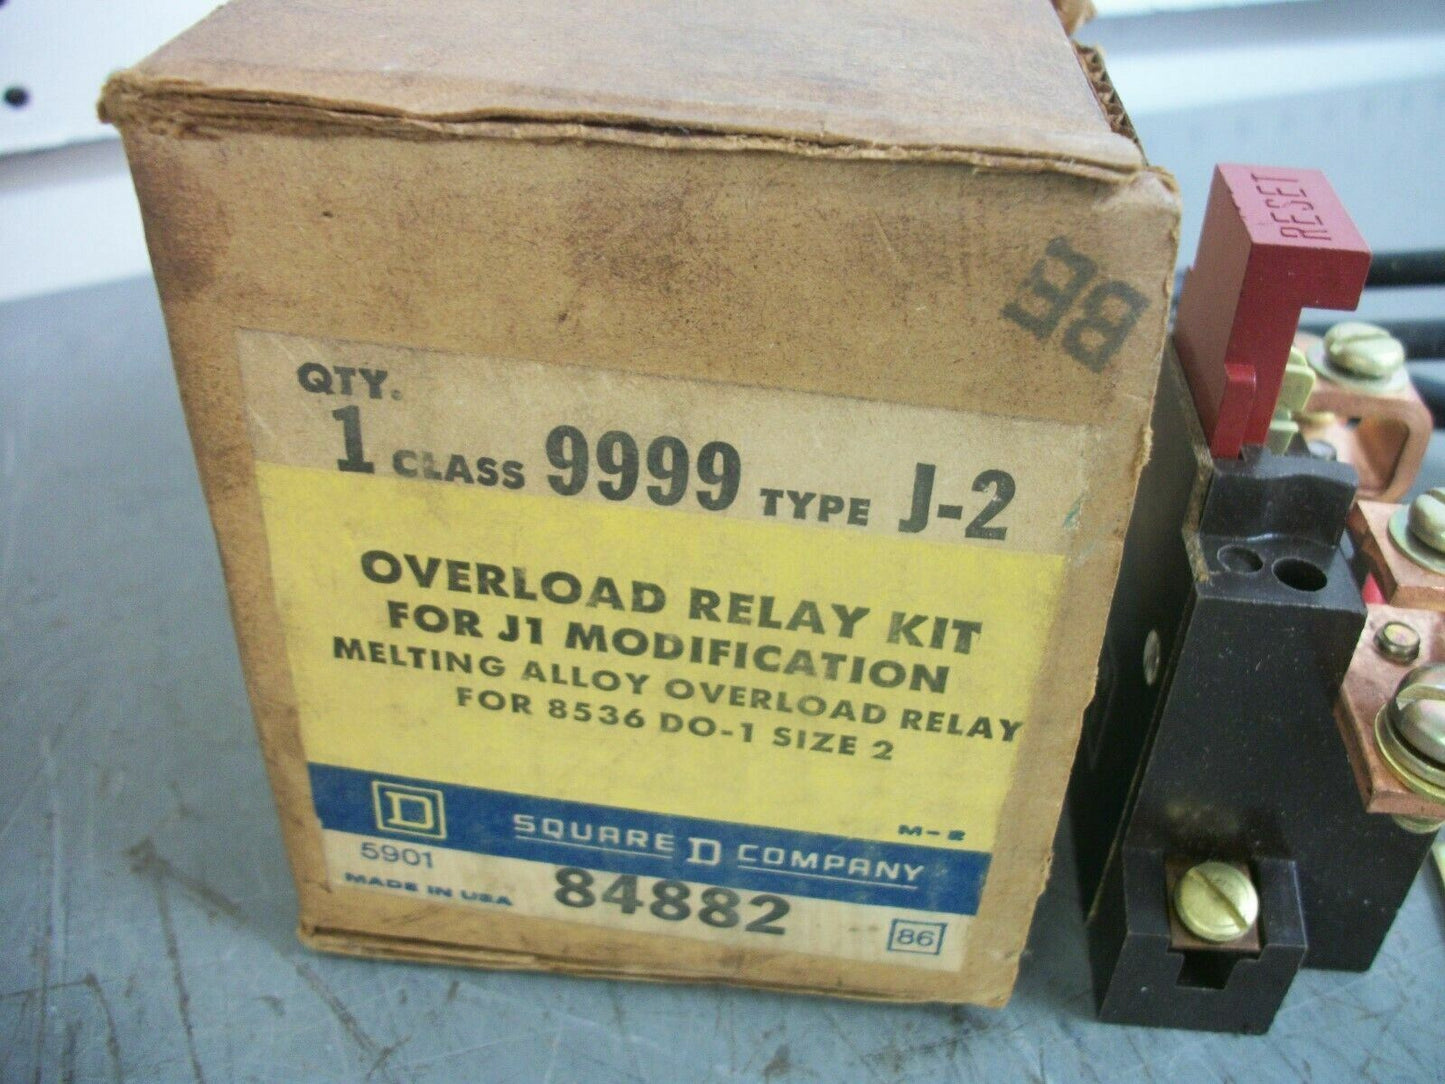 RESET
BE
QTY.
1 CLASS 9999 TYPE J-2
OVERLOAD RELAY KIT
FOR J1 MODIFICATION
MELTING ALLOY OVERLOAD RELAY
FOR 8536 DO-1 SIZE 2
M-2
D SQUARE D COMPANY
5901
MADE IN USA 84882
86